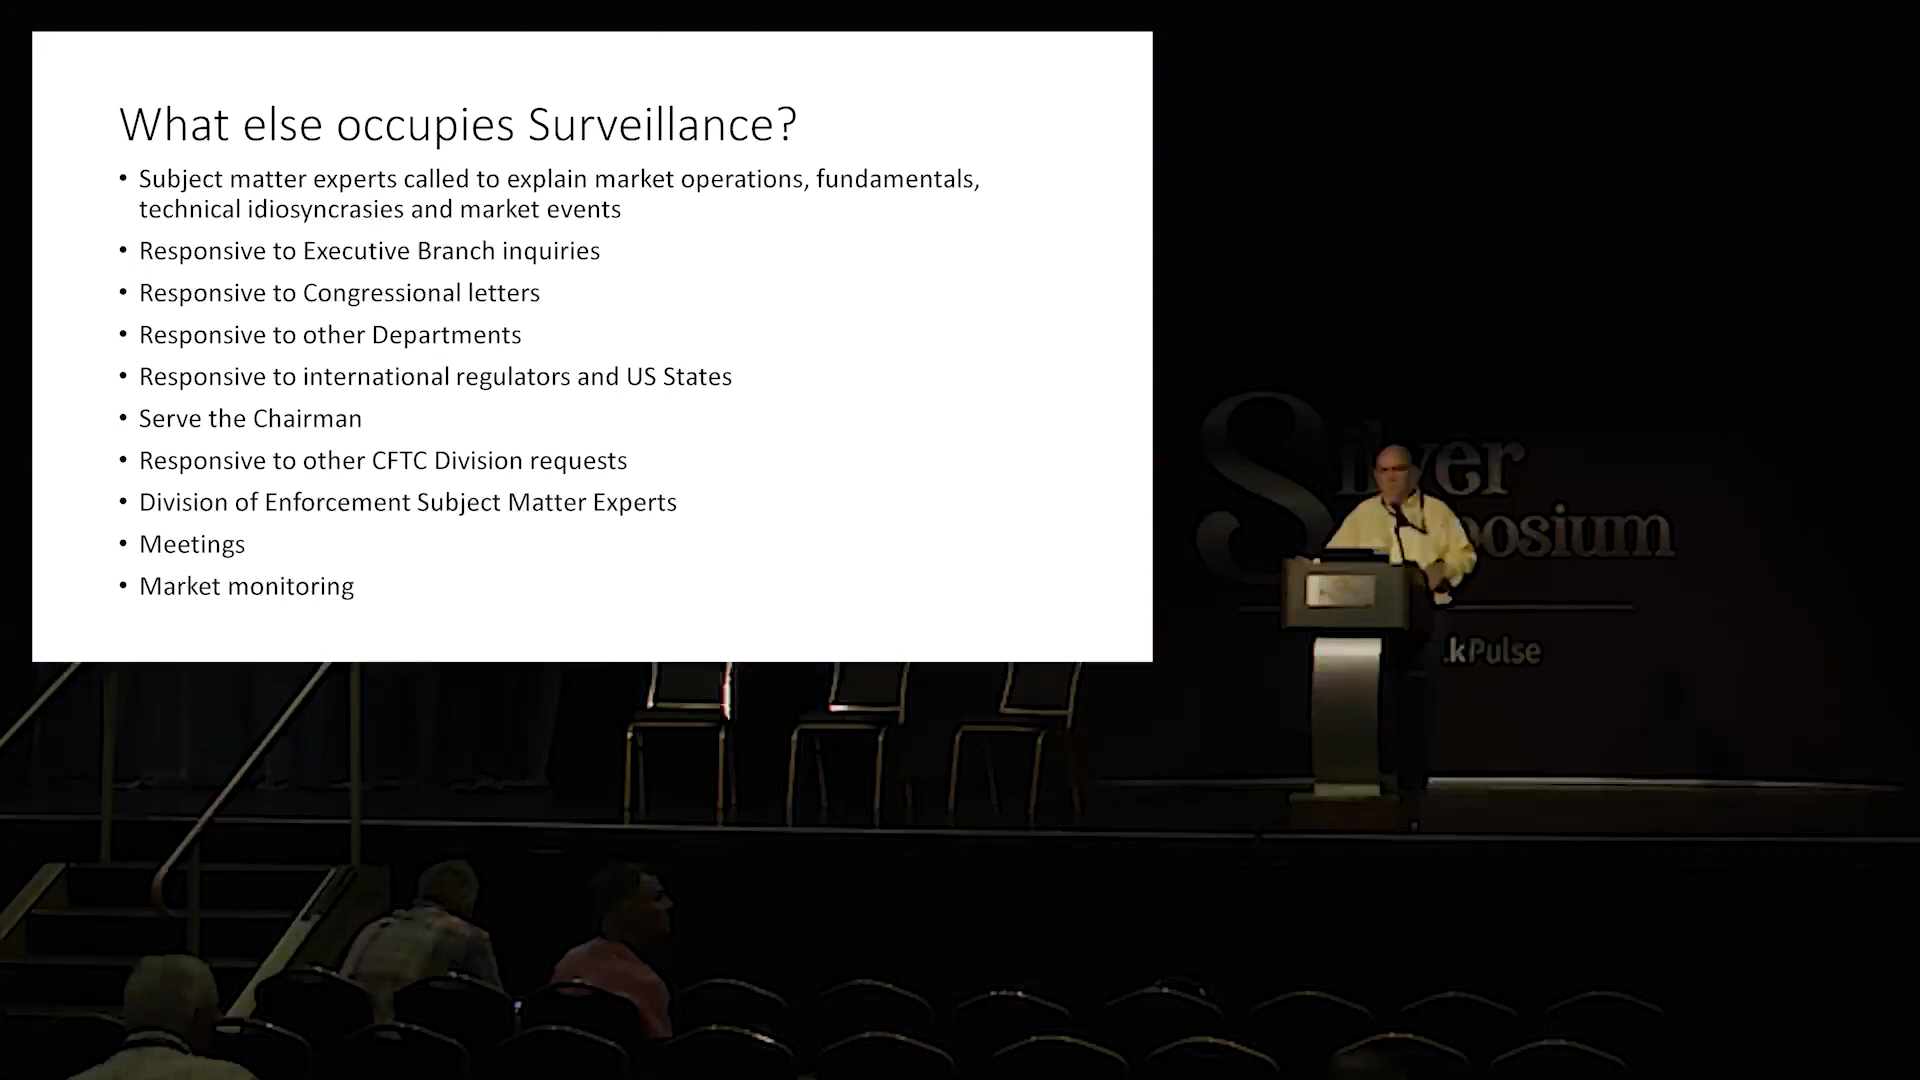 What else occupies Surveillance?
• Subject matter experts called to explain market operations, fundamentals,
technical idiosyncrasies and market events
• Responsive to Executive Branch inquiries
• Responsive to Congressional letters
• Responsive to other Departments
• Responsive to international regulators and US States
• Serve the Chairman
• Responsive to other CFTC Division requests
• Division of Enforcement Subject Matter Experts
• Meetings
• Market monitoring
Silver
posium
kPulse